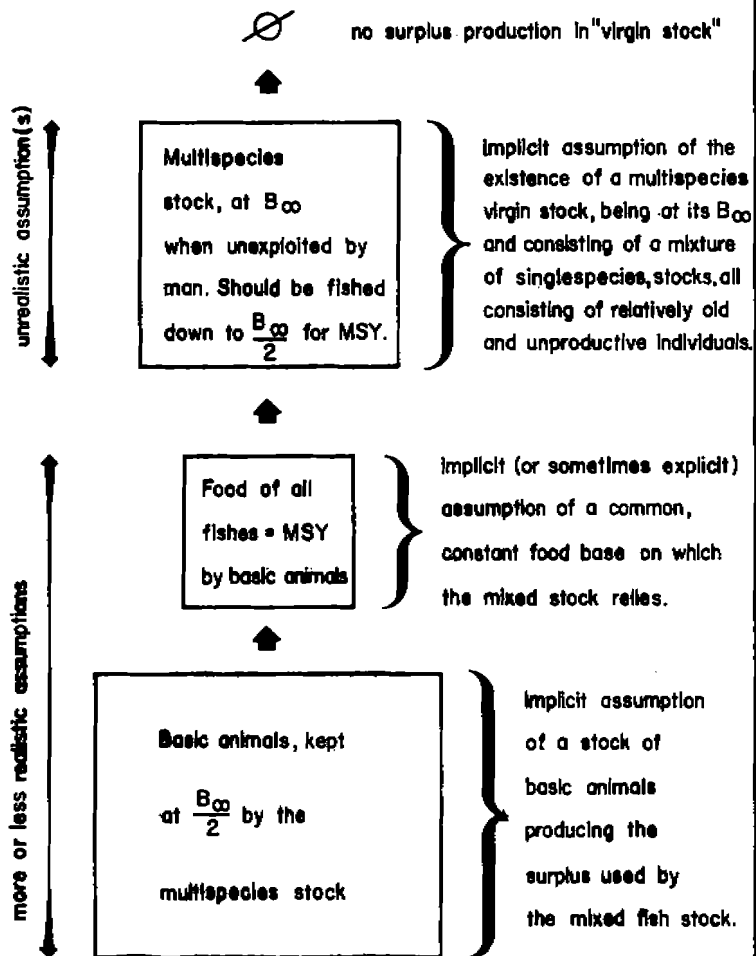 ∅ no surplus production in "virgin stock"
unrealistic assumption(s)
Multispecies
stock, at B∞
when unexploited by
man. Should be fished
down to B∞/2 for MSY.
implicit assumption of the
existence of a multispecies
virgin stock, being at its B∞
and consisting of a mixture
of singlespecies, stocks, all
consisting of relatively old
and unproductive individuals.
more or less realistic assumptions
Food of all
fishes = MSY
by basic animals
implicit (or sometimes explicit)
assumption of a common,
constant food base on which
the mixed stock relies.
Basic animals, kept
at B∞/2 by the
multispecies stock
implicit assumption
of a stock of
basic animals
producing the
surplus used by
the mixed fish stock.